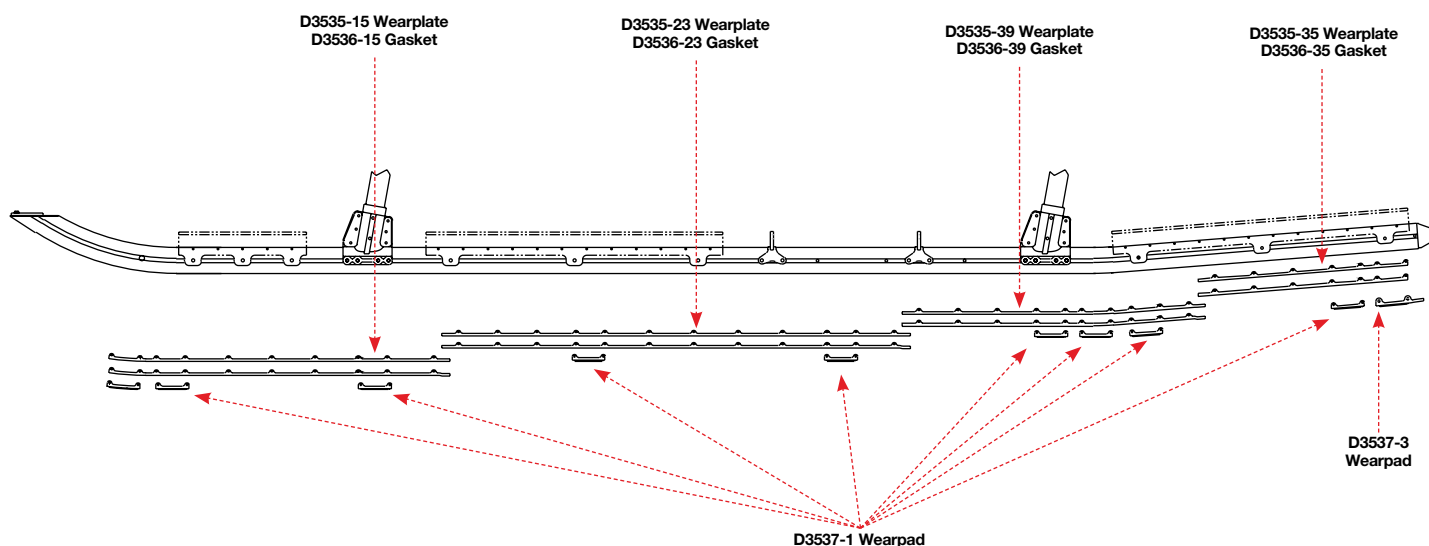 D3535-15 Wearplate
D3536-15 Gasket
D3535-23 Wearplate
D3536-23 Gasket
D3535-39 Wearplate
D3536-39 Gasket
D3535-35 Wearplate
D3536-35 Gasket
D3537-3
Wearpad
D3537-1 Wearpad